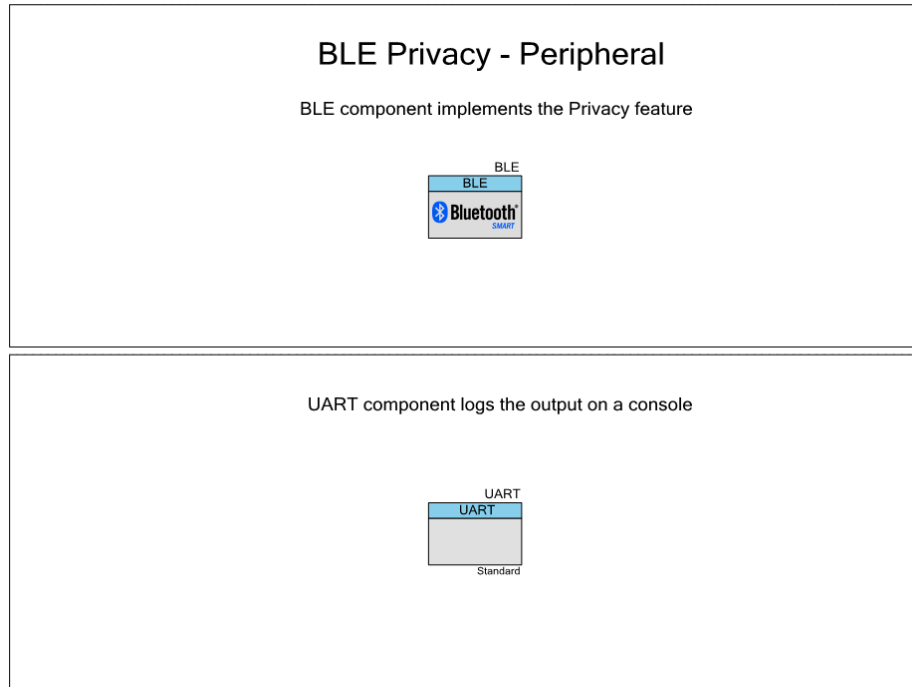 BLE Privacy - Peripheral
BLE component implements the Privacy feature
BLE
BLE
Bluetooth®
SMART
UART component logs the output on a console
UART
UART
Standard